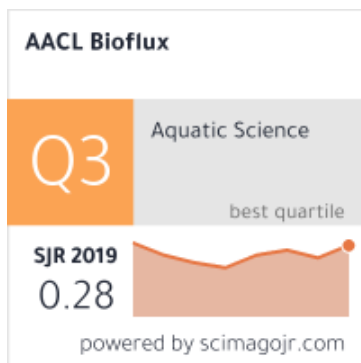 AACL Bioflux
Q3
Aquatic Science
best quartile
SJR 2019
0.28
powered by scimagojr.com